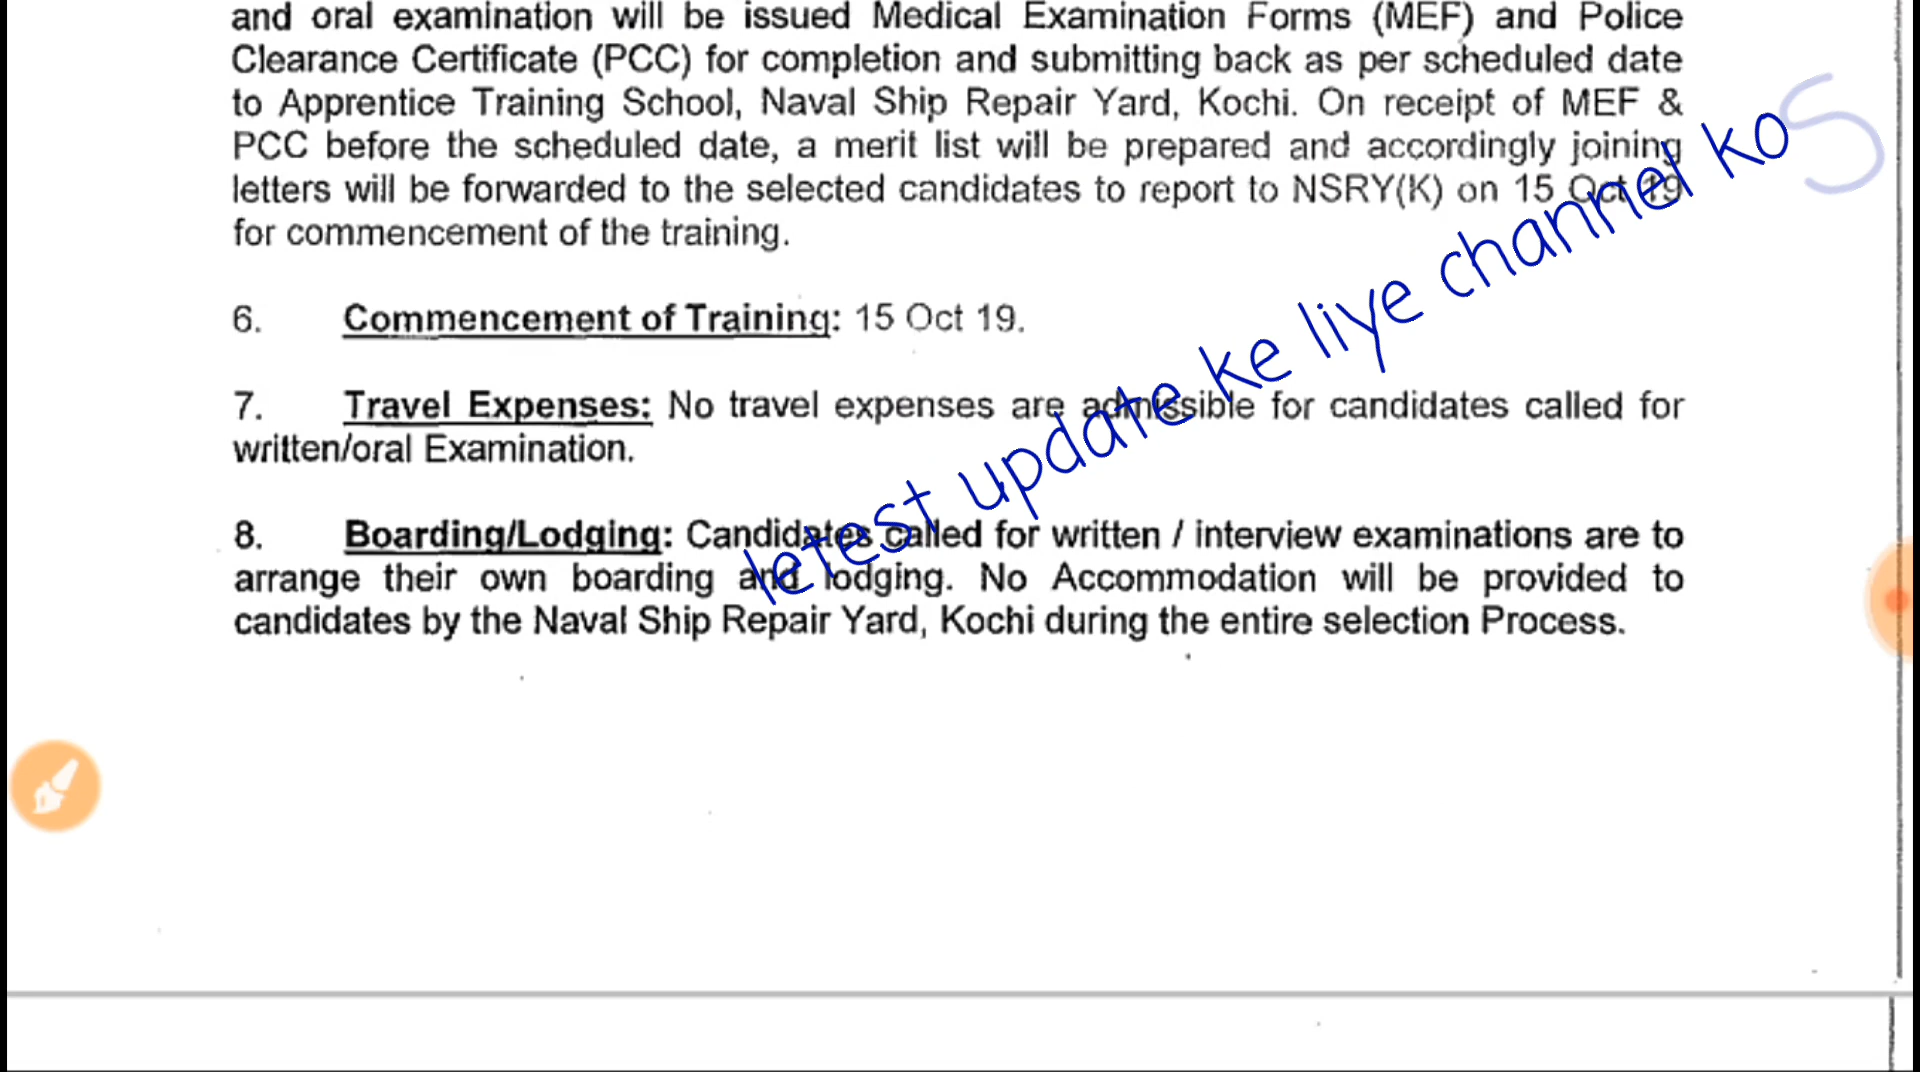 and oral examination will be issued Medical Examination Forms (MEF) and Police
Clearance Certificate (PCC) for completion and submitting back as per scheduled date
to Apprentice Training School, Naval Ship Repair Yard, Kochi. On receipt of MEF &
PCC before the scheduled date, a merit list will be prepared and accordingly joining
letters will be forwarded to the selected candidates to report to NSRY(K) on 15 Oct 19
for commencement of the training.
6. Commencement of Training: 15 Oct 19.
7. Travel Expenses: No travel expenses are admissible for candidates called for
written/oral Examination.
8. Boarding/Lodging: Candidates called for written / interview examinations are to
arrange their own boarding and lodging. No Accommodation will be provided to
candidates by the Naval Ship Repair Yard, Kochi during the entire selection Process.
letest update ke liye channel ko S